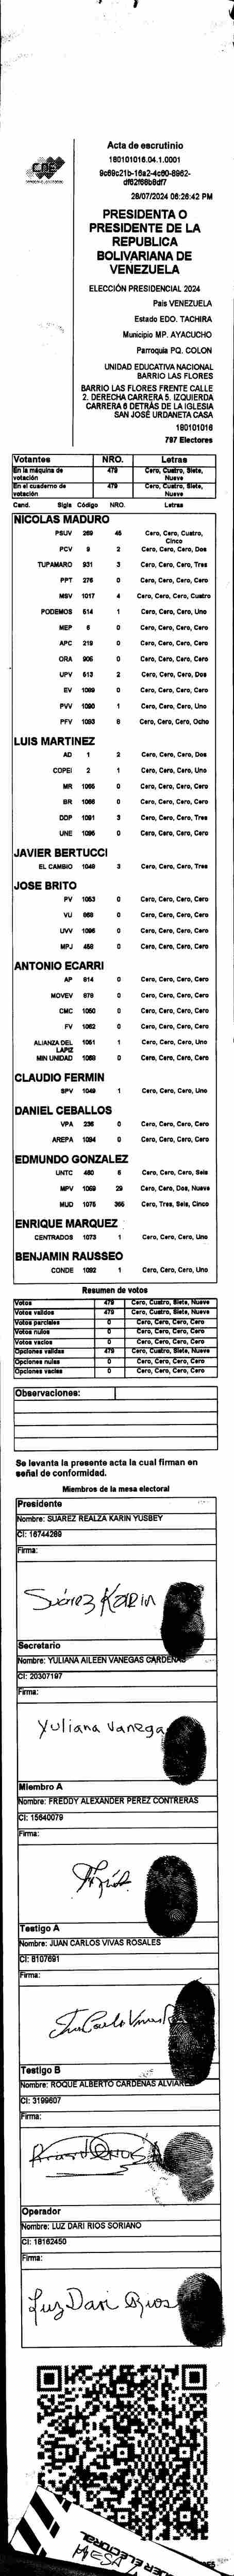 CNE
Acta de escrutinio
180101016.04.1.0001
28/07/2024 06:26:42 PM
PRESIDENTA O
PRESIDENTE DE LA
REPUBLICA
BOLIVARIANA DE
VENEZUELA
ELECCIÓN PRESIDENCIAL 2024
País VENEZUELA
Estado EDO. TACHIRA
Municipio MP. AYACUCHO
Parroquia PQ. COLON
UNIDAD EDUCATIVA NACIONAL
BARRIO LAS FLORES
BARRIO LAS FLORES FRENTE CALLE
2. DERECHA CARRERA 5. IZQUIERDA
CARRERA 6 DETRÁS DE LA IGLESIA
SAN JOSÉ URDANETA CASA
180101016
797 Electores
Votantes NRO. Letras
En la máquina de votación 479 Cero, Cuatro, Siete, Nueve
En el cuaderno de votación 479 Cero, Cuatro, Siete, Nueve
Cand. Sigla Código NRO. Letras
NICOLAS MADURO
PSUV 269 45 Cero, Cero, Cuatro, Cinco
PCV 9 2 Cero, Cero, Cero, Dos
TUPAMARO 931 3 Cero, Cero, Cero, Tres
PPT 276 0 Cero, Cero, Cero, Cero
MSV 1017 4 Cero, Cero, Cero, Cuatro
PODEMOS 514 1 Cero, Cero, Cero, Uno
MEP 6 0 Cero, Cero, Cero, Cero
APC 219 0 Cero, Cero, Cero, Cero
ORA 906 0 Cero, Cero, Cero, Cero
UPV 513 2 Cero, Cero, Cero, Dos
EV 1089 0 Cero, Cero, Cero, Cero
PVV 1090 1 Cero, Cero, Cero, Uno
PFV 1093 8 Cero, Cero, Cero, Ocho
LUIS MARTINEZ
AD 1 2 Cero, Cero, Cero, Dos
COPEI 2 1 Cero, Cero, Cero, Uno
MR 1065 0 Cero, Cero, Cero, Cero
BR 1066 0 Cero, Cero, Cero, Cero
DDP 1091 3 Cero, Cero, Cero, Tres
UNE 1096 0 Cero, Cero, Cero, Cero
JAVIER BERTUCCI
EL CAMBIO 1049 3 Cero, Cero, Cero, Tres
JOSE BRITO
PV 1053 0 Cero, Cero, Cero, Cero
VU 668 0 Cero, Cero, Cero, Cero
UVV 0 Cero, Cero, Cero, Cero
MPJ 458 0 Cero, Cero, Cero, Cero
ANTONIO ECARRI
AP 814 0 Cero, Cero, Cero, Cero
MOVEV 979 0 Cero, Cero, Cero, Cero
CMC 1050 0 Cero, Cero, Cero, Cero
FV 1062 0 Cero, Cero, Cero, Cero
ALIANZA DEL LAPIZ 1051 1 Cero, Cero, Cero, Uno
MIN UNIDAD 1088 0 Cero, Cero, Cero, Cero
CLAUDIO FERMIN
SPV 1 Cero, Cero, Cero, Uno
DANIEL CEBALLOS
VPA 236 0 Cero, Cero, Cero, Cero
AREPA 1094 0 Cero, Cero, Cero, Cero
EDMUNDO GONZALEZ
UNTC 480 6 Cero, Cero, Cero, Seis
MPV 1069 29 Cero, Cero, Dos, Nueve
MUD 1075 365 Cero, Tres, Seis, Cinco
ENRIQUE MARQUEZ
CENTRADOS 1073 1 Cero, Cero, Cero, Uno
BENJAMIN RAUSSEO
CONDE 1092 1 Cero, Cero, Cero, Uno
Resumen de votos
Votos 479 Cero, Cuatro, Siete, Nueve
Votos validos 479 Cero, Cuatro, Siete, Nueve
Votos parciales 0 Cero, Cero, Cero, Cero
Votos nulos 0 Cero, Cero, Cero, Cero
Votos vacios 0 Cero, Cero, Cero, Cero
Opciones validas 479 Cero, Cuatro, Siete, Nueve
Opciones nulas 0 Cero, Cero, Cero, Cero
Opciones vacias 0 Cero, Cero, Cero, Cero
Observaciones:
Se levanta la presente acta la cual firman en
señal de conformidad.
Miembros de la mesa electoral
Presidente
Nombre: SUAREZ REALZA KARIN YUSBEY
CI: 16744289
Firma:
Suárez Karin
Secretario
Nombre: YULIANA AILEEN VANEGAS CARDENAS
CI: 20307197
Firma:
Yuliana Vanegas
Miembro A
Nombre: FREDDY ALEXANDER PEREZ CONTRERAS
CI: 15640079
Firma:
Testigo A
Nombre: JUAN CARLOS VIVAS ROSALES
CI: 8107691
Firma:
Testigo B
Nombre: ROQUE ALBERTO CARDENAS ALVIAREZ
CI: 3199607
Firma:
Operador
Nombre: LUZ DARI RIOS SORIANO
CI: 18162450
Firma:
Luz Dari Rios